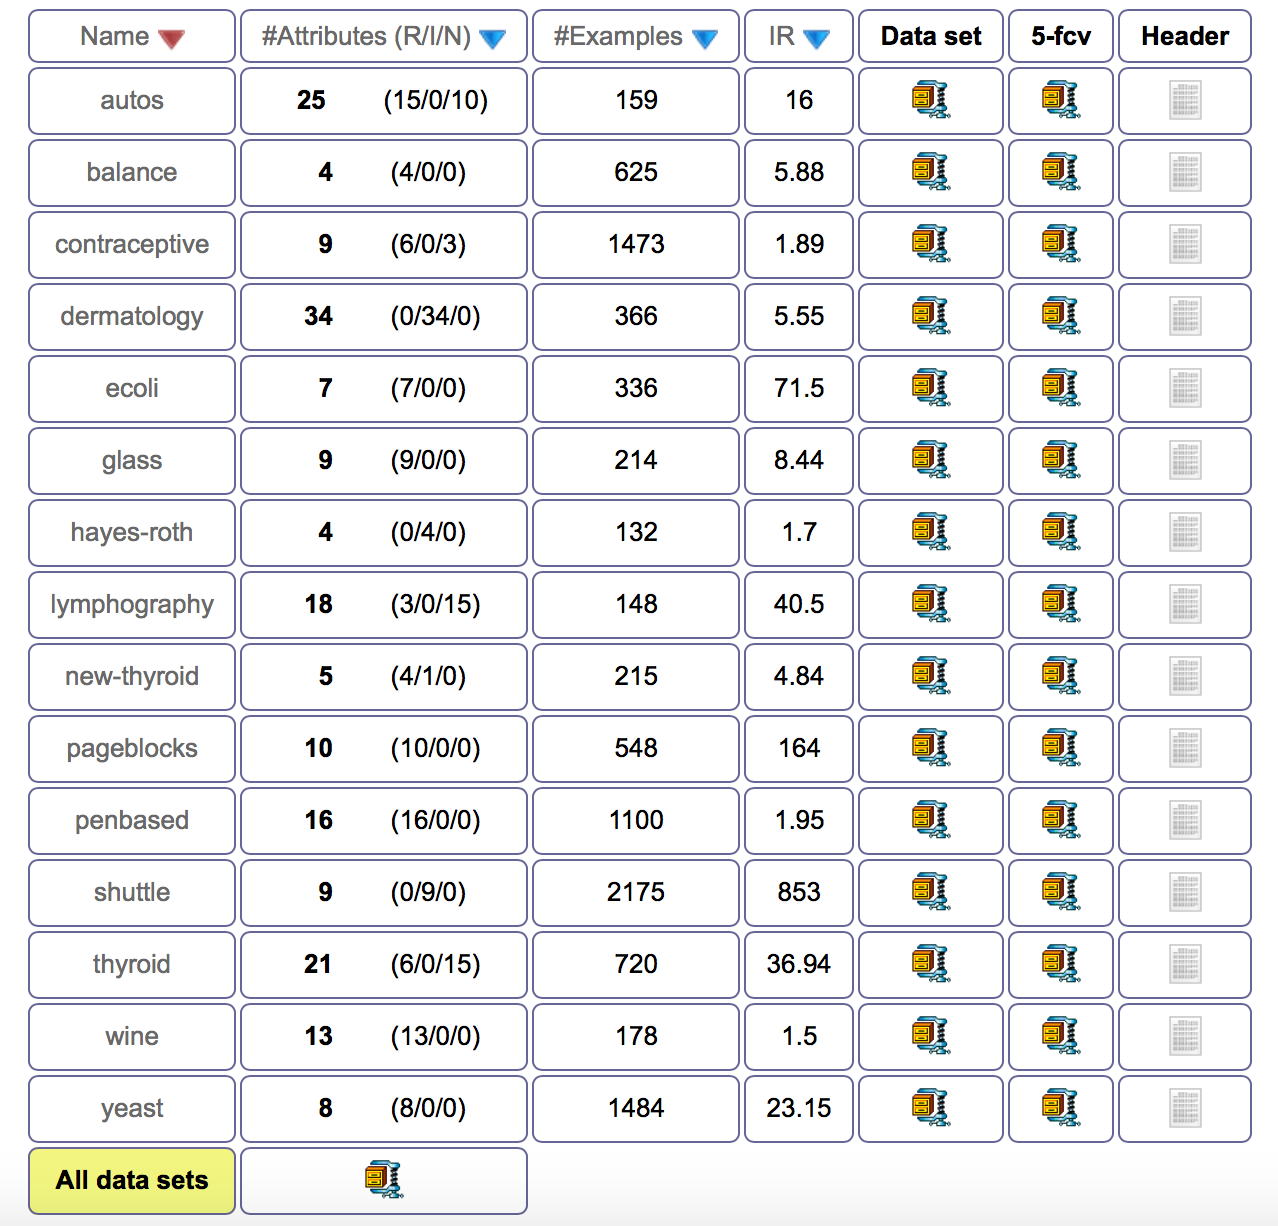 Name #Attributes (R/I/N) #Examples IR Data set 5-fcv Header
autos 25 (15/0/10) 159 16
balance 4 (4/0/0) 625 5.88
contraceptive 9 (6/0/3) 1473 1.89
dermatology 34 (0/34/0) 366 5.55
ecoli 7 (7/0/0) 336 71.5
glass 9 (9/0/0) 214 8.44
hayes-roth 4 (0/4/0) 132 1.7
lymphography 18 (3/0/15) 148 40.5
new-thyroid 5 (4/1/0) 215 4.84
pageblocks 10 (10/0/0) 548 164
penbased 16 (16/0/0) 1100 1.95
shuttle 9 (0/9/0) 2175 853
thyroid 21 (6/0/15) 720 36.94
wine 13 (13/0/0) 178 1.5
yeast 8 (8/0/0) 1484 23.15
All data sets